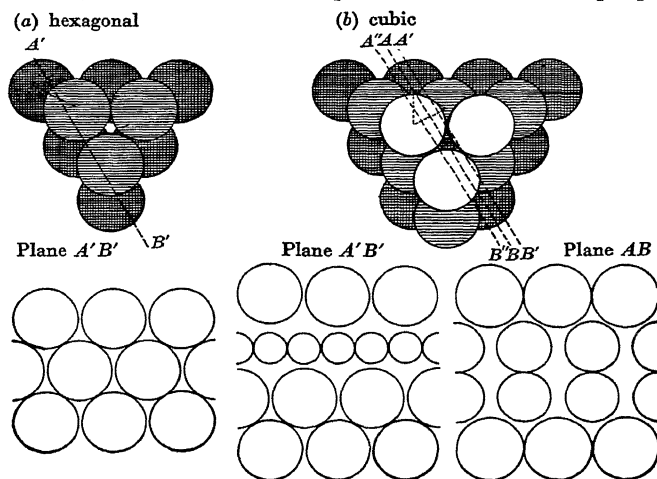 (a) hexagonal
(b) cubic
A'
A''AA'
B'
B''BB'
Plane A'B'
Plane A'B'
Plane AB